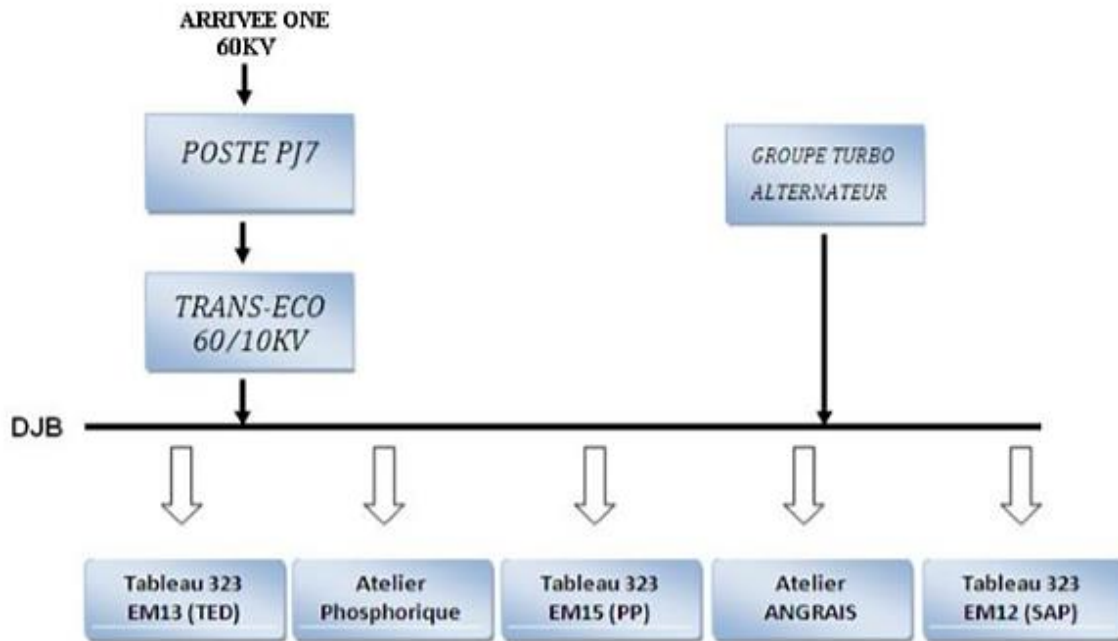 ARRIVEE ONE
60KV
POSTE PJ7
GROUPE TURBO
ALTERNATEUR
TRANS-ECO
60/10KV
DJB
Tableau 323
EM13 (TED)
Atelier
Phosphorique
Tableau 323
EM15 (PP)
Atelier
ANGRAIS
Tableau 323
EM12 (SAP)